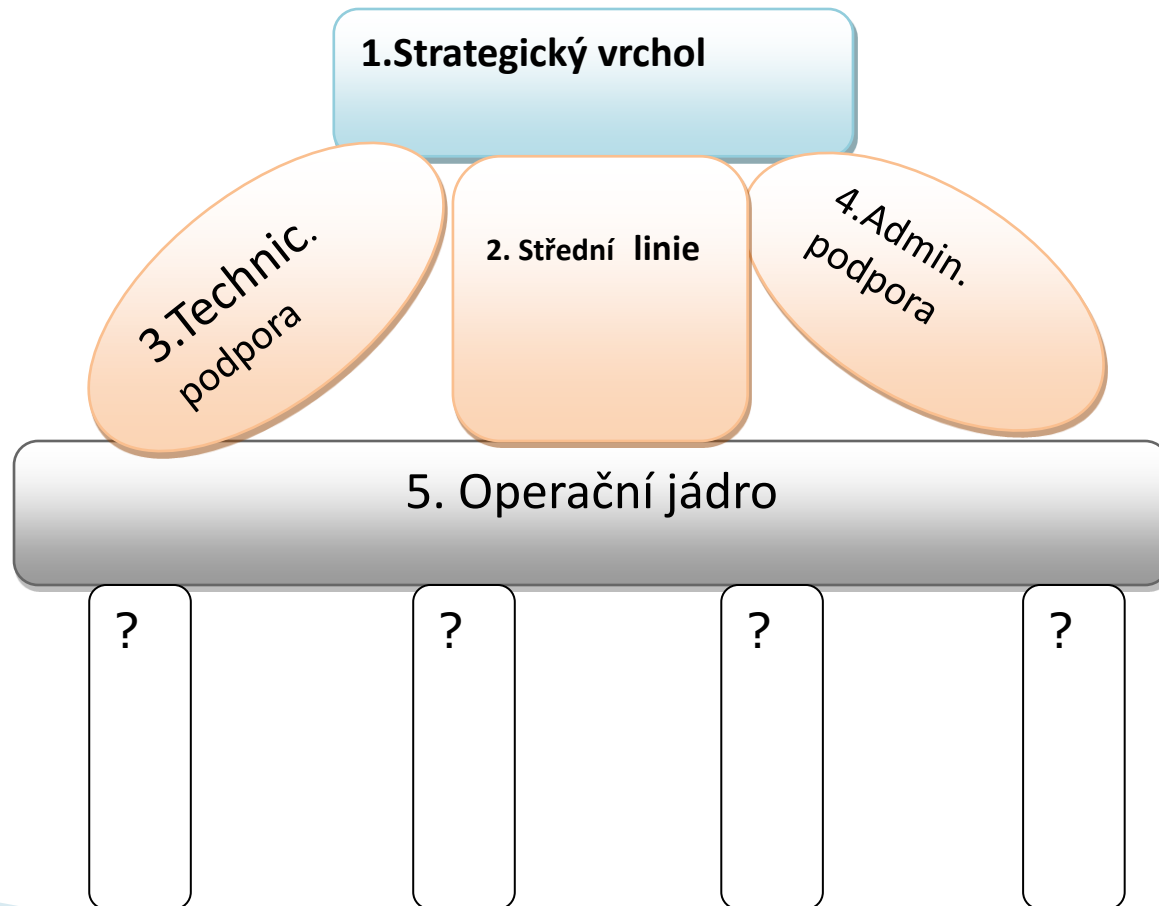 1.Strategický vrchol
3.Technic.
podpora
2. Střední linie
4.Admin.
podpora
5. Operační jádro
?
?
?
?